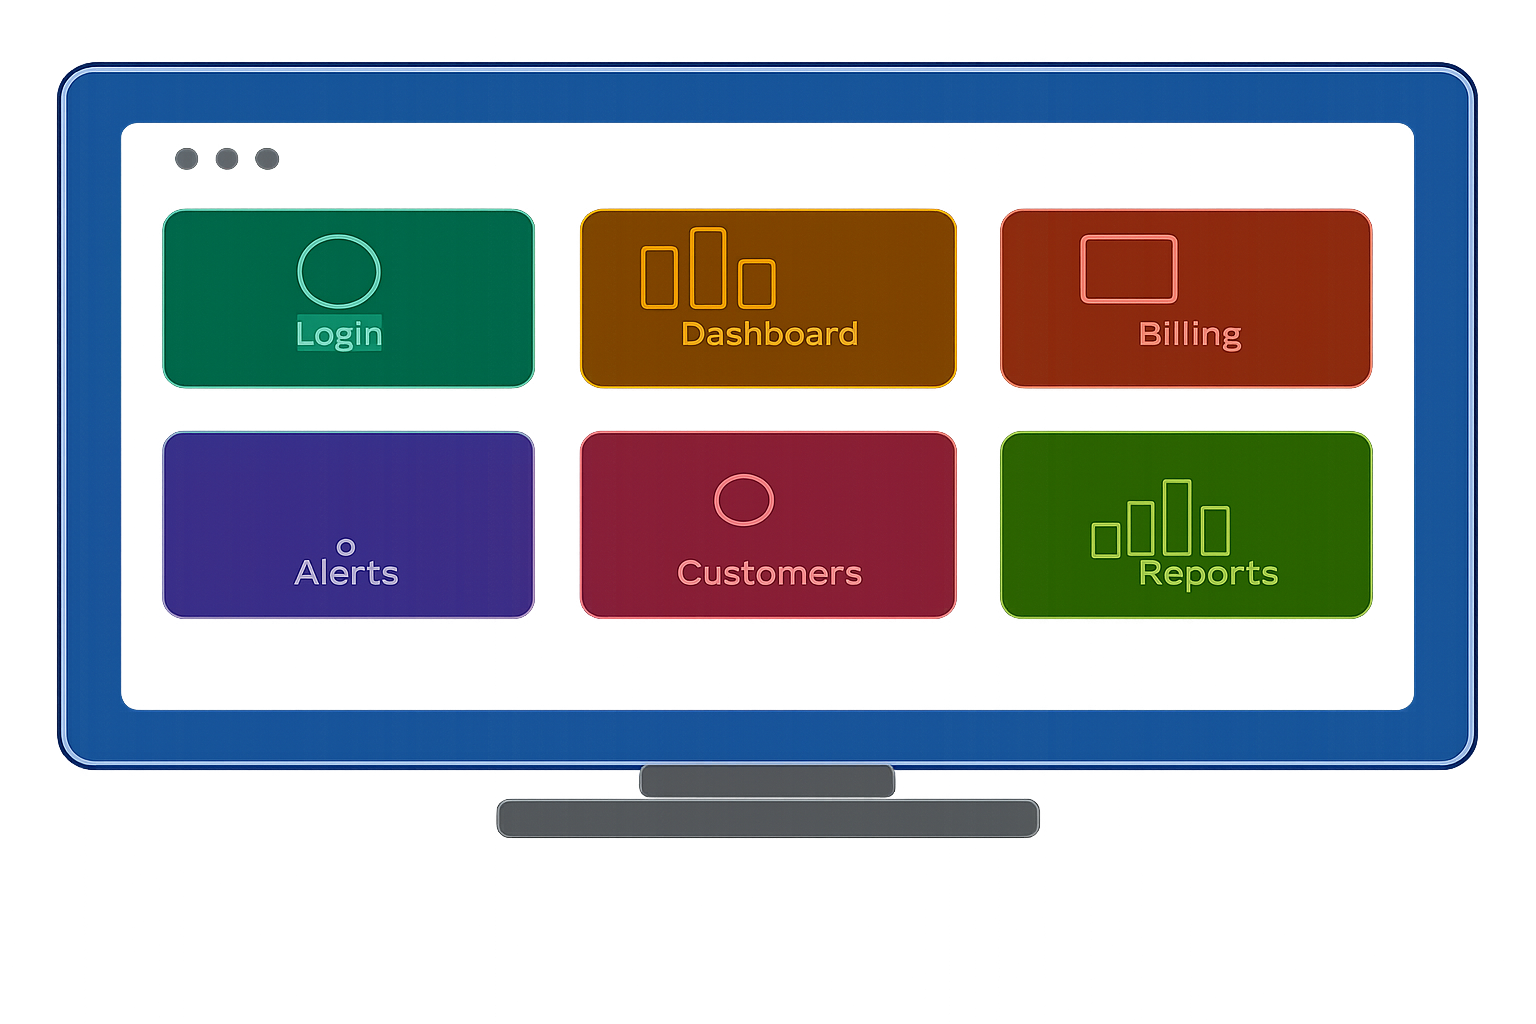 Login
Dashboard
Billing
Alerts
Customers
Reports